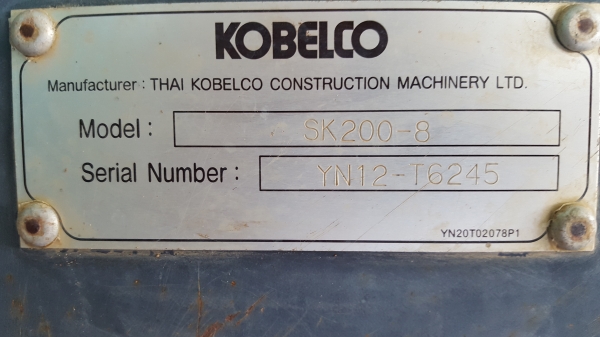 KOBELCO
Manufacturer : THAI KOBELCO CONSTRUCTION MACHINERY LTD.
Model : SK200-8
Serial Number : YN12-T6245
YN20T02078P1